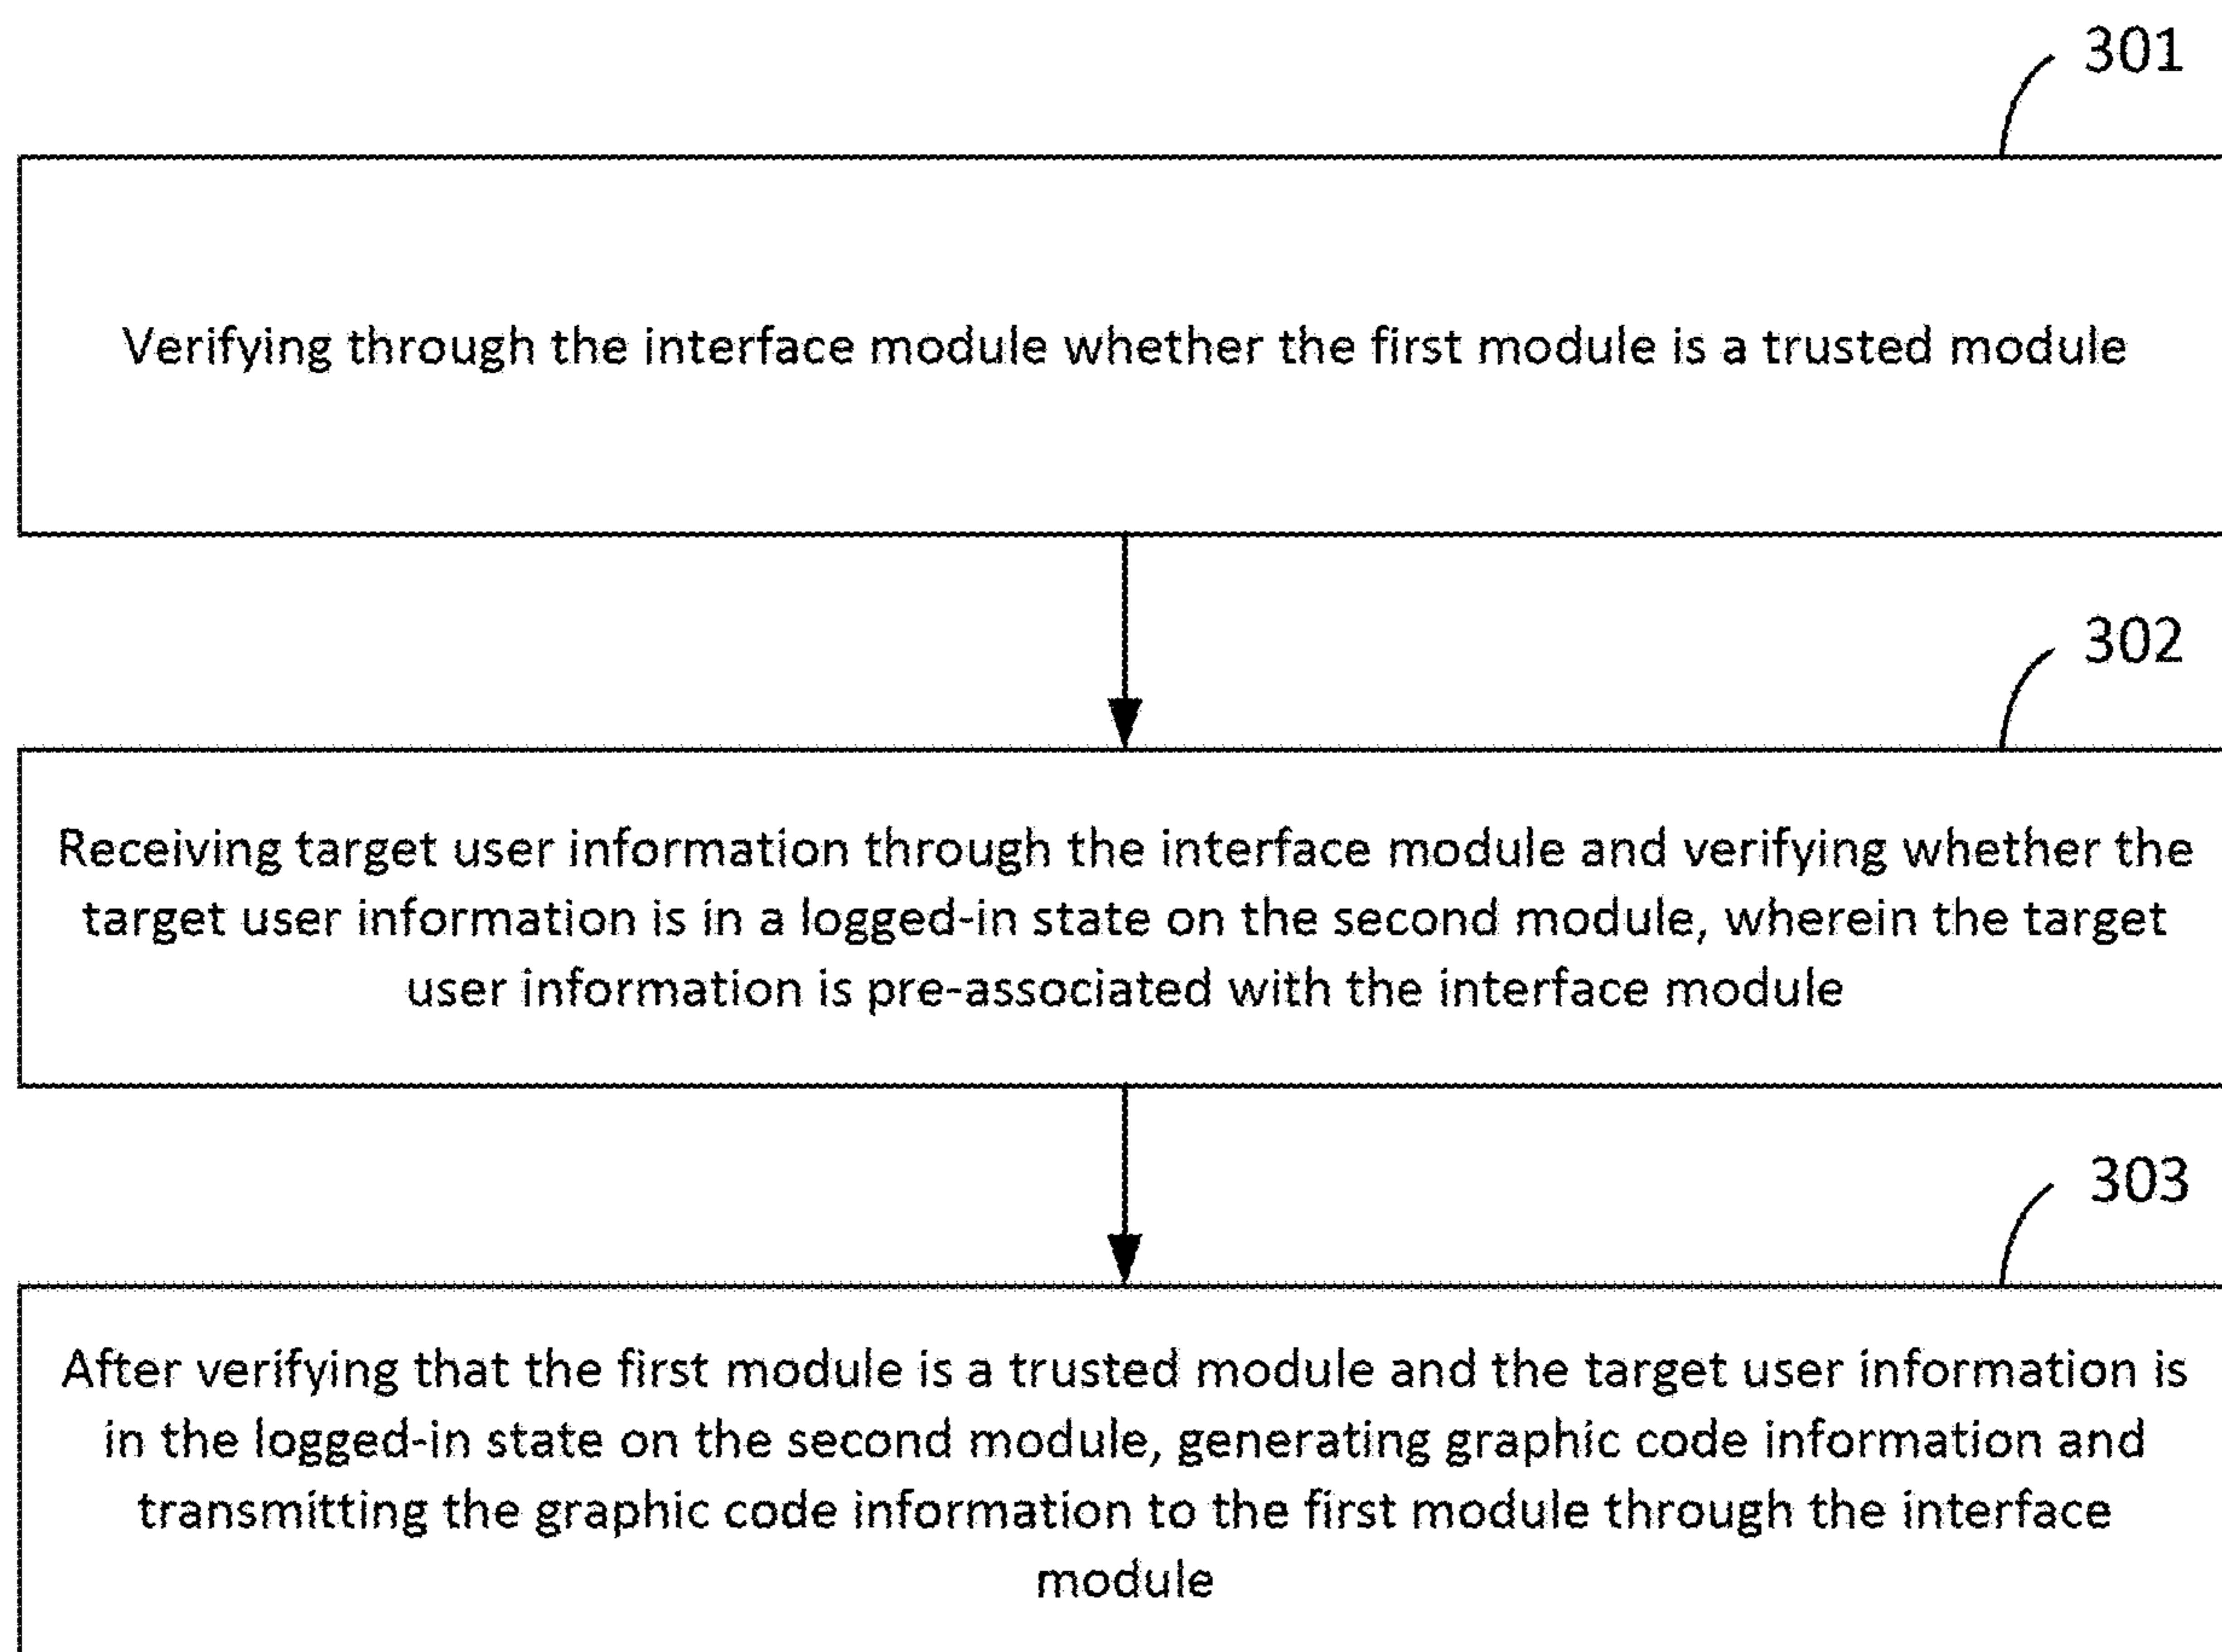 301
Verifying through the interface module whether the first module is a trusted module
302
Receiving target user information through the interface module and verifying whether the
target user information is in a logged-in state on the second module, wherein the target
user information is pre-associated with the interface module
303
After verifying that the first module is a trusted module and the target user information is
in the logged-in state on the second module, generating graphic code information and
transmitting the graphic code information to the first module through the interface
module